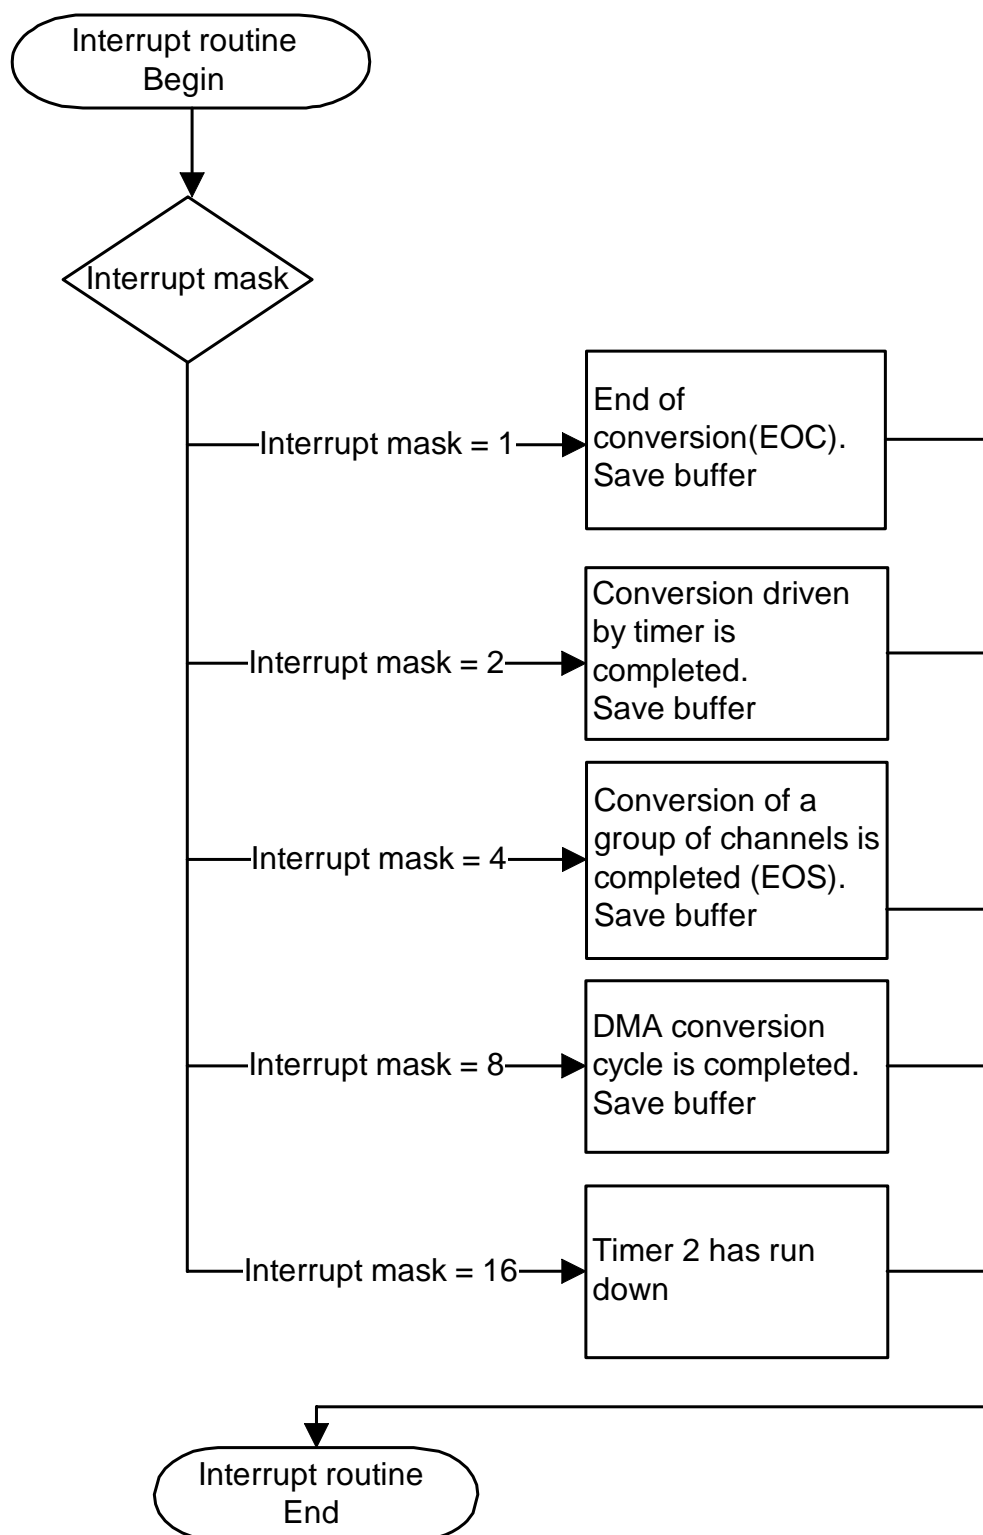 Interrupt routine
Begin
Interrupt mask
Interrupt mask = 1
End of
conversion(EOC).
Save buffer
Interrupt mask = 2
Conversion driven
by timer is
completed.
Save buffer
Interrupt mask = 4
Conversion of a
group of channels is
completed (EOS).
Save buffer
Interrupt mask = 8
DMA conversion
cycle is completed.
Save buffer
Interrupt mask = 16
Timer 2 has run
down
Interrupt routine
End